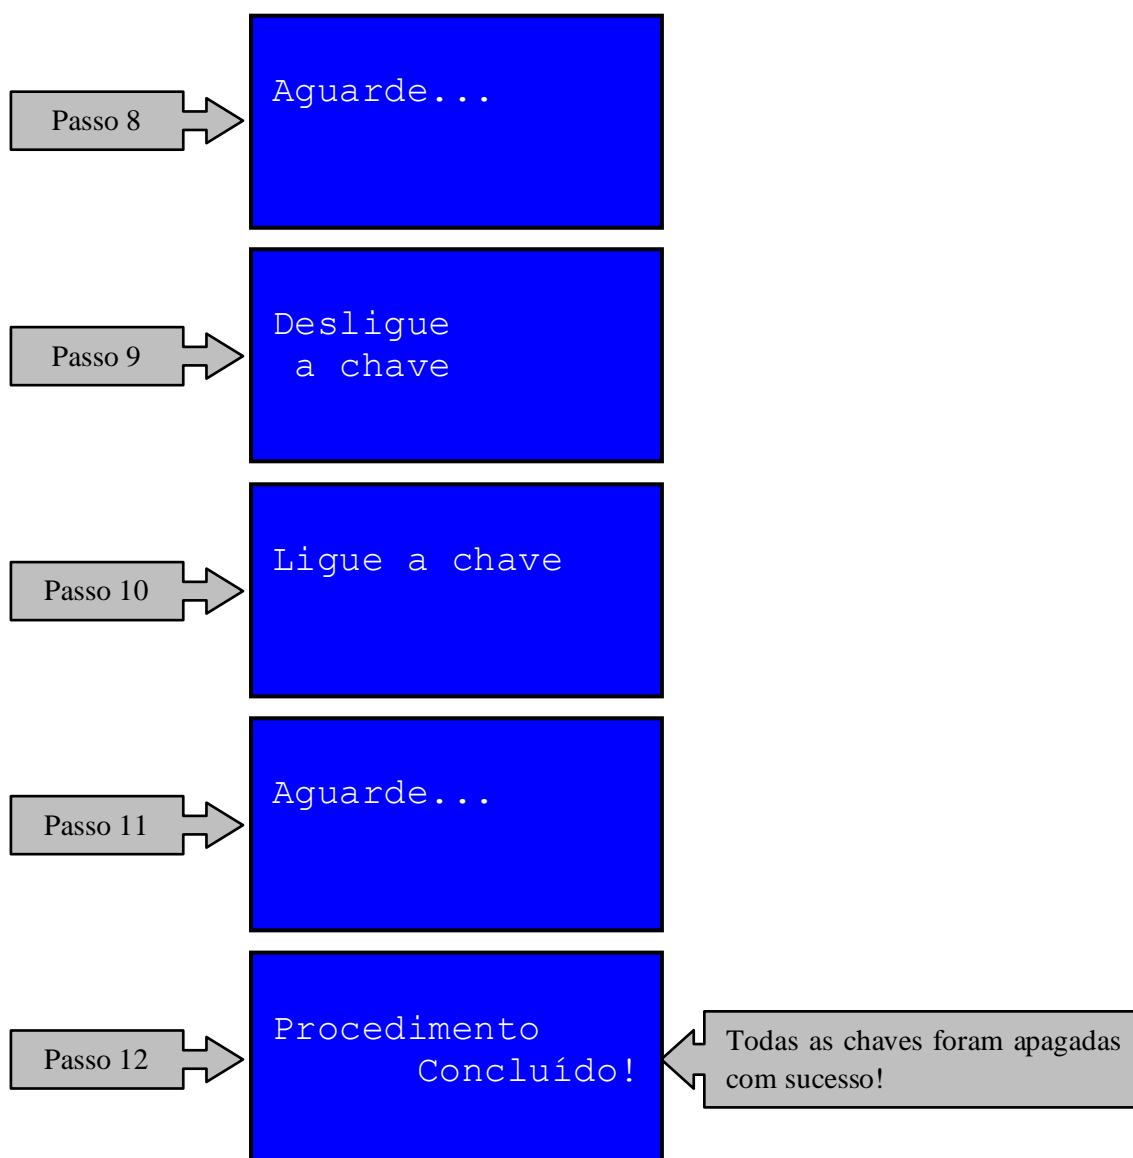 Passo 8
Aguarde...
Passo 9
Desligue
a chave
Passo 10
Ligue a chave
Passo 11
Aguarde...
Passo 12
Procedimento
Concluído!
Todas as chaves foram apagadas
com sucesso!